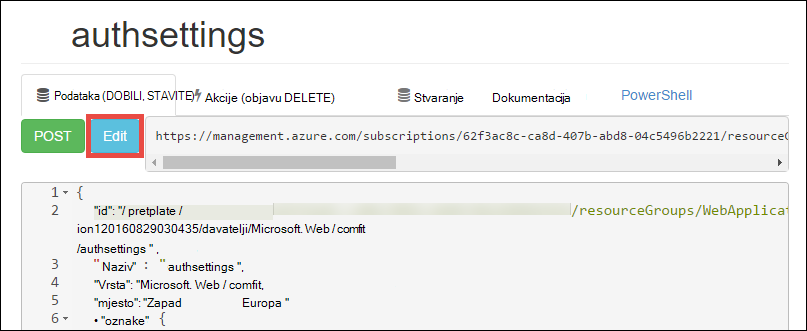 authsettings
Podataka (DOBILI, STAVITE) Akcije (objavu DELETE) Stvaranje Dokumentacija PowerShell
POST Edit https://management.azure.com/subscriptions/62f3ac8c-ca8d-407b-abd8-04c5496b2221/resourceG
1 {
2 "id": "/ pretplate / /resourceGroups/WebApplicat
ion120160829030435/davatelji/Microsoft. Web / comfit
/authsettings " ,
3 " Naziv" : " authsettings ",
4 "Vrsta": "Microsoft. Web / comfit,
5 "mjesto": "Zapad Europa "
6 • "oznake" {